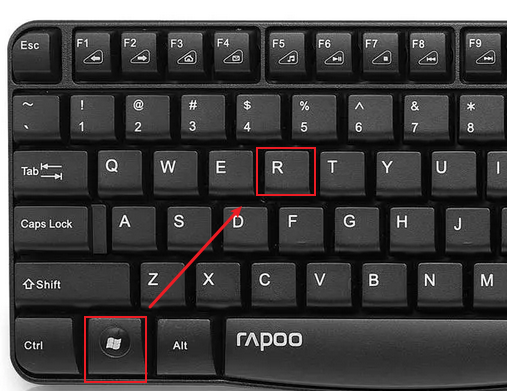 Esc F1 F2 F3 F4 F5 F6 F7 F8 F9
~ ! @ # $ % ^ & *
、 1 2 3 4 5 6 7 8
Tab Q W E R T Y U I
Caps Lock A S D F G H J
Shift Z X C V B N M
Ctrl Alt rapoo